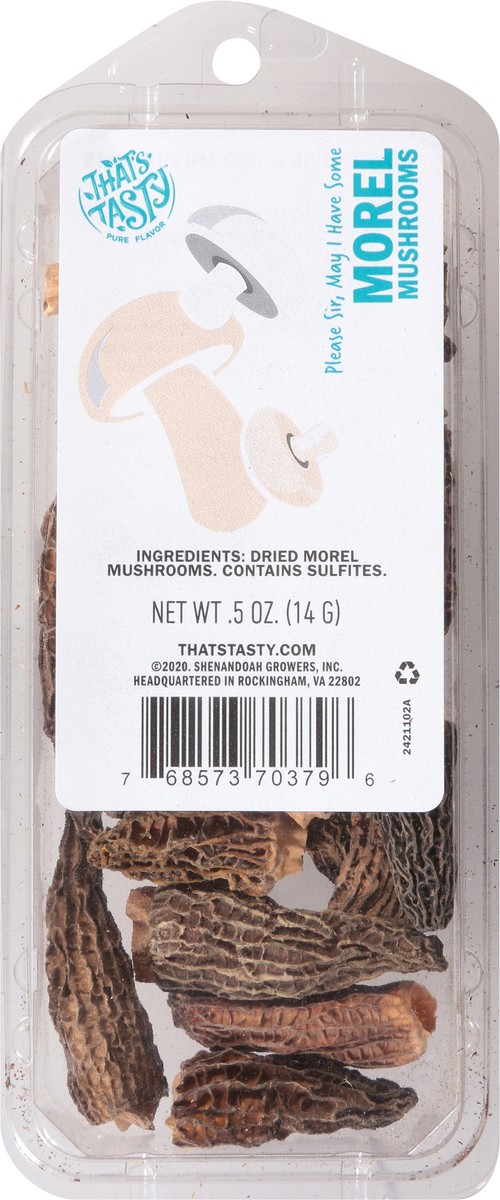 THAT'S
TASTY
PURE FLAVOR
Please Sir, May I Have Some
MOREL
MUSHROOMS
INGREDIENTS: DRIED MOREL
MUSHROOMS. CONTAINS SULFITES.
NET WT .5 OZ. (14 G)
THATSTASTY.COM
©2020. SHENANDOAH GROWERS, INC.
HEADQUARTERED IN ROCKINGHAM, VA 22802
2421102A
7 68573 70379 6